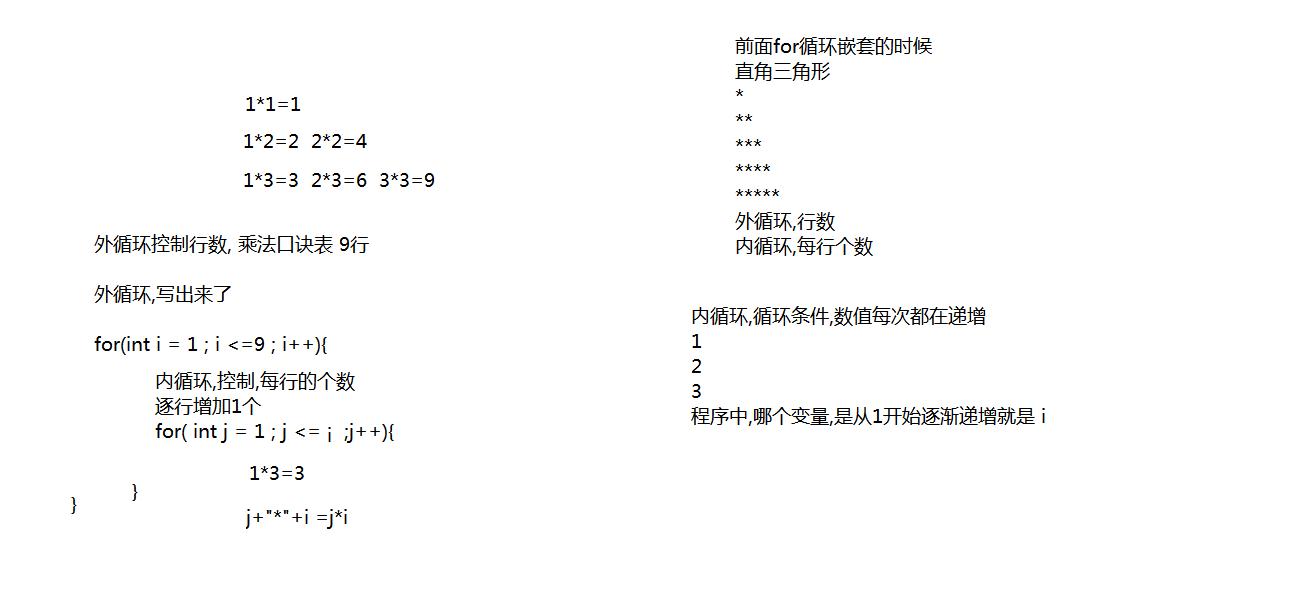 1*1=1
1*2=2 2*2=4
1*3=3 2*3=6 3*3=9
外循环控制行数, 乘法口诀表 9行
外循环,写出来了
for(int i = 1 ; i <=9 ; i++){
内循环,控制,每行的个数
逐行增加1个
for( int j = 1 ; j <= i ;j++){
1*3=3
}
}
j+"*"+i =j*i
前面for循环嵌套的时候
直角三角形
*
**
***
****
*****
外循环,行数
内循环,每行个数
内循环,循环条件,数值每次都在递增
1
2
3
程序中,哪个变量,是从1开始逐渐递增就是 i